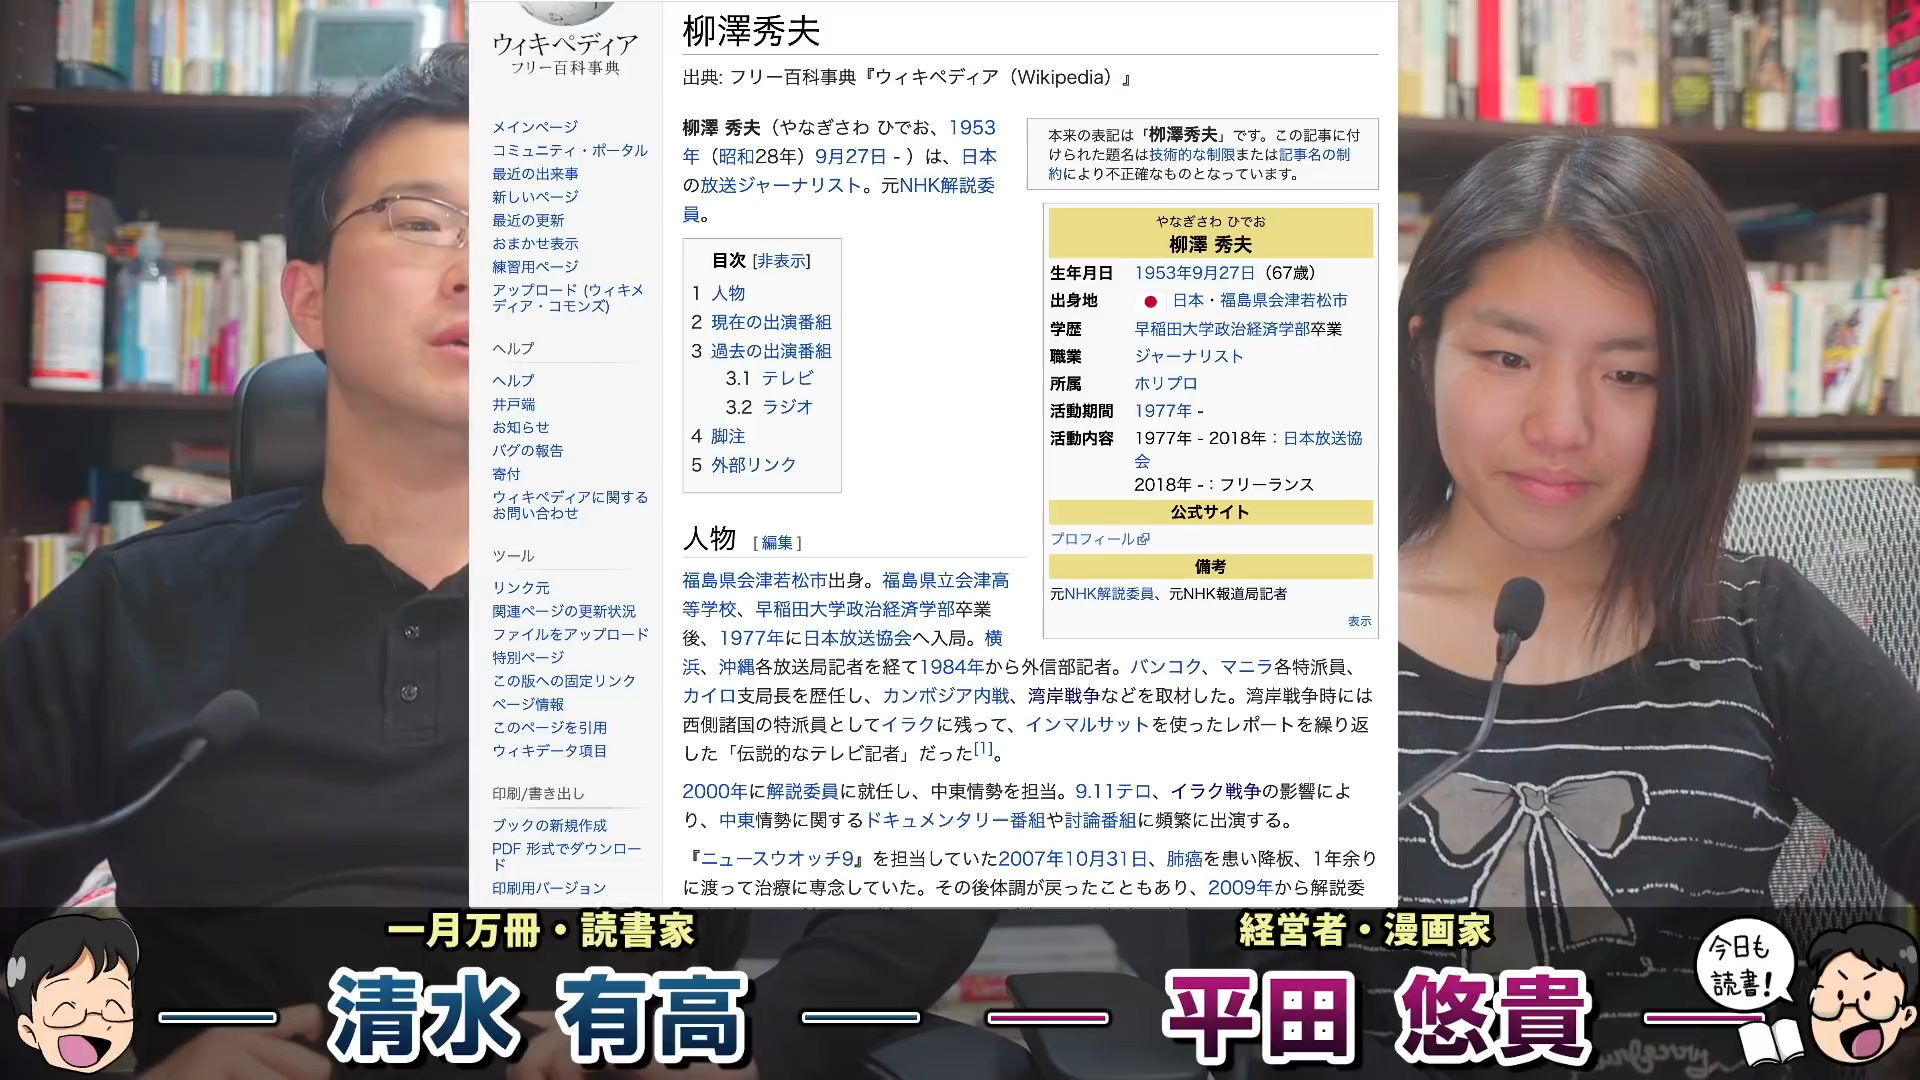 ウィキペディア
フリー百科事典
メインページ
コミュニティ・ポータル
最近の出来事
新しいページ
最近の更新
おまかせ表示
練習用ページ
アップロード (ウィキメ
ディア・コモンズ)
ヘルプ
ヘルプ
井戸端
お知らせ
バグの報告
寄付
ウィキペディアに関する
お問い合わせ
ツール
リンク元
関連ページの更新状況
ファイルをアップロード
特別ページ
この版への固定リンク
ページ情報
このページを引用
ウィキデータ項目
印刷/書き出し
ブックの新規作成
PDF 形式でダウンロー
ド
印刷用バージョン
柳澤秀夫
出典: フリー百科事典『ウィキペディア（Wikipedia）』
柳澤 秀夫（やなぎさわ ひでお、1953
年（昭和28年）9月27日 - ）は、日本
の放送ジャーナリスト。元NHK解説委
員。
目次 [非表示]
1 人物
2 現在の出演番組
3 過去の出演番組
3.1 テレビ
3.2 ラジオ
4 脚注
5 外部リンク
本来の表記は「栁澤秀夫」です。この記事に付
けられた題名は技術的な制限または記事名の制
約により不正確なものとなっています。
やなぎさわ ひでお
柳澤 秀夫
生年月日 1953年9月27日（67歳）
出身地 日本・福島県会津若松市
学歴 早稲田大学政治経済学部卒業
職業 ジャーナリスト
所属 ホリプロ
活動期間 1977年 -
活動内容 1977年 - 2018年：日本放送協
会
2018年 -：フリーランス
公式サイト
プロフィール
備考
元NHK解説委員、元NHK報道局記者
表示
人物 [ 編集 ]
福島県会津若松市出身。福島県立会津高
等学校、早稲田大学政治経済学部卒業
後、1977年に日本放送協会へ入局。横
浜、沖縄各放送局記者を経て1984年から外信部記者。バンコク、マニラ各特派員、
カイロ支局長を歴任し、カンボジア内戦、湾岸戦争などを取材した。湾岸戦争時には
西側諸国の特派員としてイラクに残って、インマルサットを使ったレポートを繰り返
した「伝説的なテレビ記者」だった[1]。
2000年に解説委員に就任し、中東情勢を担当。9.11テロ、イラク戦争の影響によ
り、中東情勢に関するドキュメンタリー番組や討論番組に頻繁に出演する。
『ニュースウオッチ9』を担当していた2007年10月31日、肺癌を患い降板、1年余り
に渡って治療に専念していた。その後体調が戻ったこともあり、2009年から解説委
一月万冊・読書家
清水 有高
経営者・漫画家
平田 悠貴
今日も
読書！